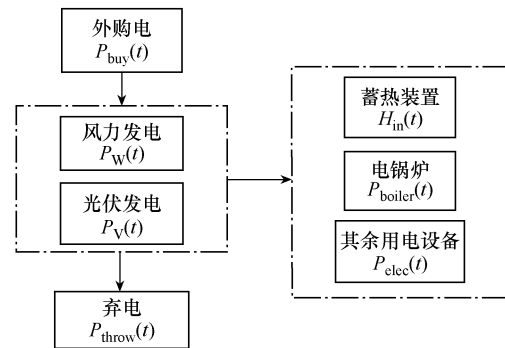 外购电
P_buy(t)
风力发电
P_W(t)
光伏发电
P_V(t)
弃电
P_throw(t)
蓄热装置
H_in(t)
电锅炉
P_boiler(t)
其余用电设备
P_elec(t)